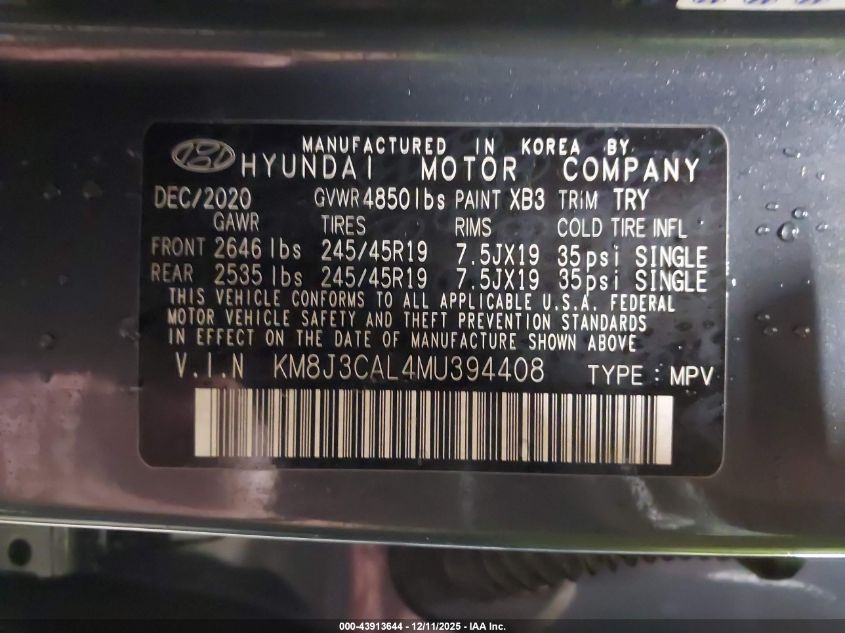 MANUFACTURED IN KOREA BY
HYUNDAI MOTOR COMPANY
DEC/2020 GVWR 4850lbs PAINT XB3 TRIM TRY
GAWR TIRES RIMS COLD TIRE INFL
FRONT 2646 lbs 245/45R19 7.5JX19 35psi SINGLE
REAR 2535 lbs 245/45R19 7.5JX19 35psi SINGLE
THIS VEHICLE CONFORMS TO ALL APPLICABLE U.S.A. FEDERAL
MOTOR VEHICLE SAFETY AND THEFT PREVENTION STANDARDS
IN EFFECT ON THE DATE OF MANUFACTURE SHOWN ABOVE
V.I.N KM8J3CAL4MU394408 TYPE : MPV
000-43913644 - 12/11/2025 - IAA Inc.